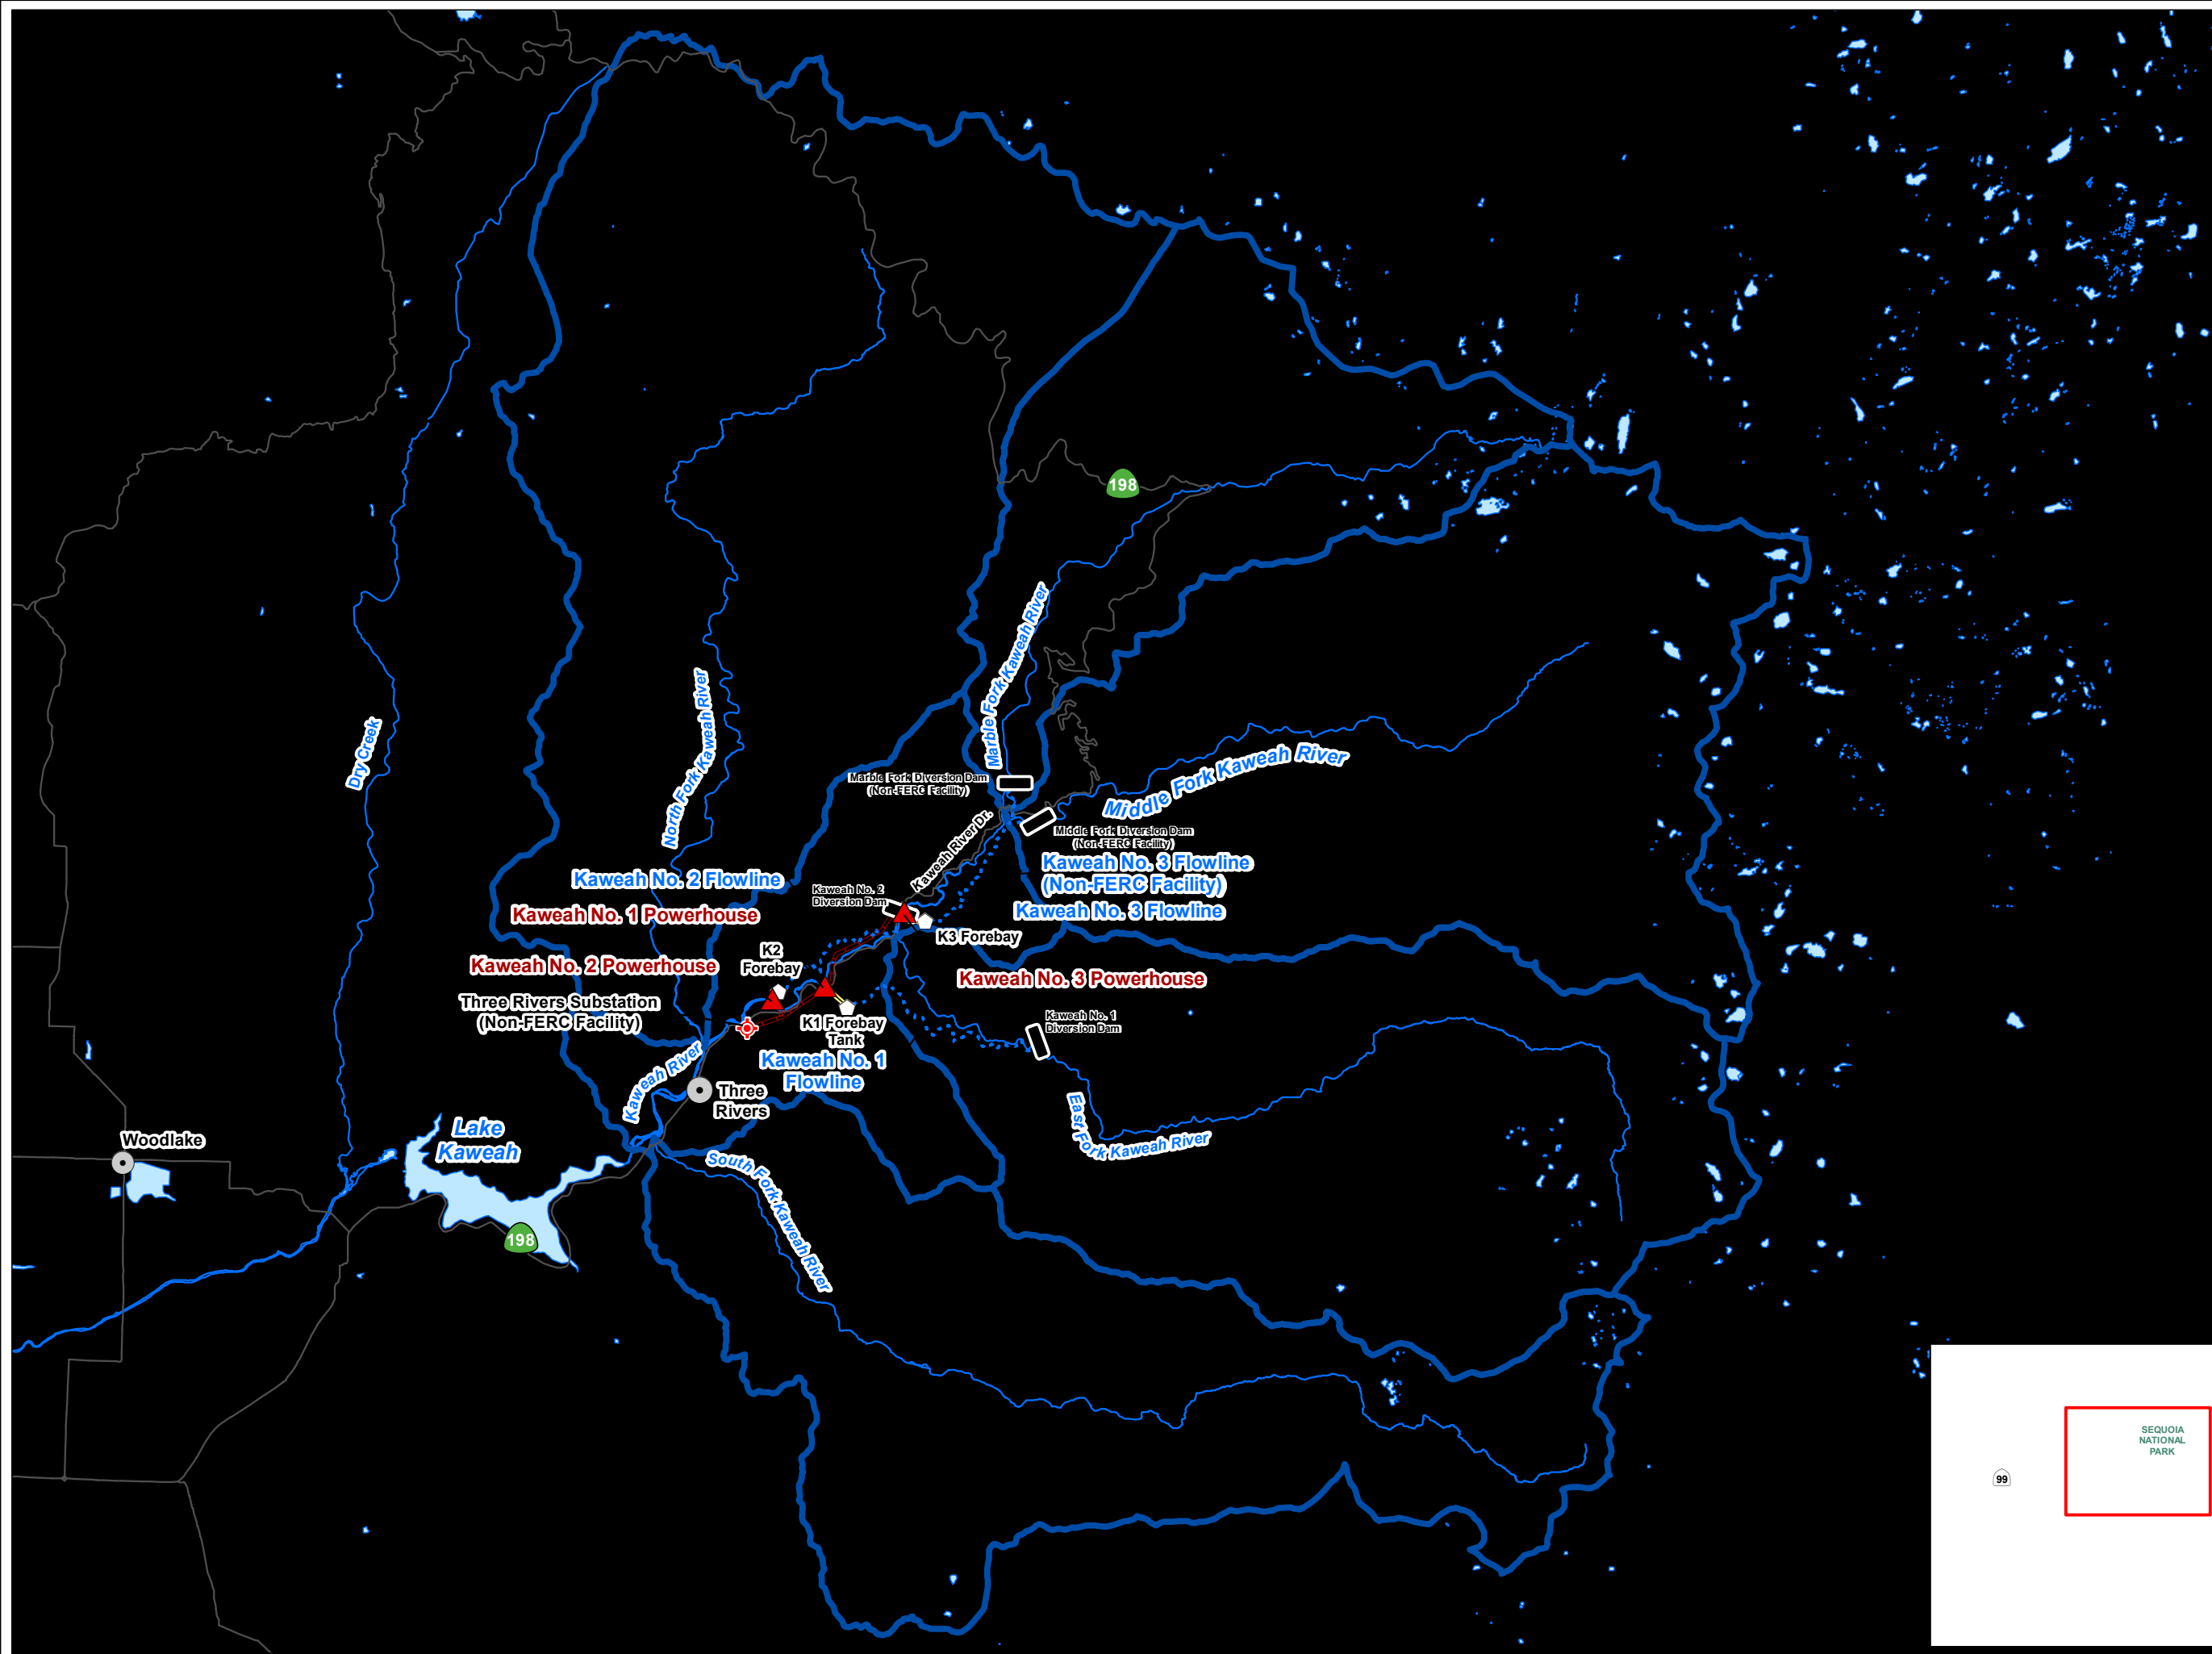 198
Marble Fork Kaweah River
North Fork Kaweah River
Dry Creek
Middle Fork Kaweah River
Marble Fork Diversion Dam
(Non-FERC Facility)
Kaweah River Dr.
Middle Fork Diversion Dam
(Non-FERC Facility)
Kaweah No. 3 Flowline
(Non-FERC Facility)
Kaweah No. 2 Flowline
Kaweah No. 2
Diversion Dam
Kaweah No. 1 Powerhouse
Kaweah No. 3 Flowline
K3 Forebay
K2
Forebay
Kaweah No. 2 Powerhouse
Kaweah No. 3 Powerhouse
Three Rivers Substation
(Non-FERC Facility)
K1 Forebay
Tank
Kaweah No. 1
Diversion Dam
Kaweah No. 1
Flowline
Kaweah River
Three
Rivers
East Fork Kaweah River
Lake
Kaweah
Woodlake
South Fork Kaweah River
198
SEQUOIA
NATIONAL
PARK
99